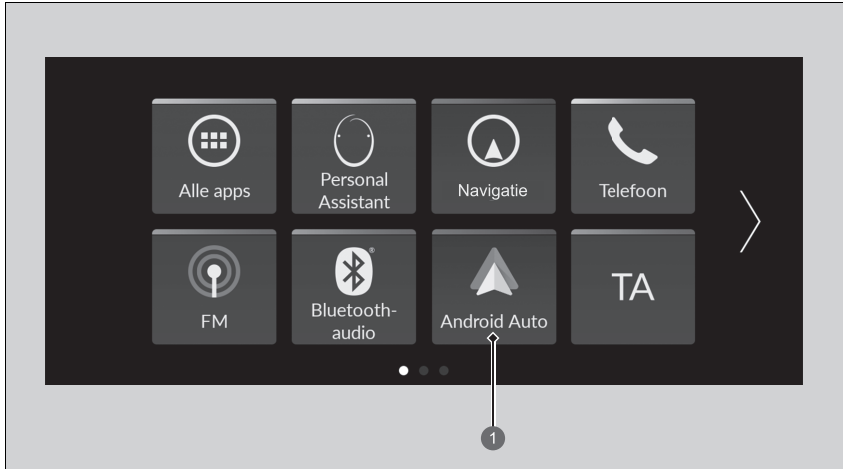 Alle apps
Personal
Assistant
Navigatie
Telefoon
FM
®
Bluetooth-
audio
Android Auto
TA
1